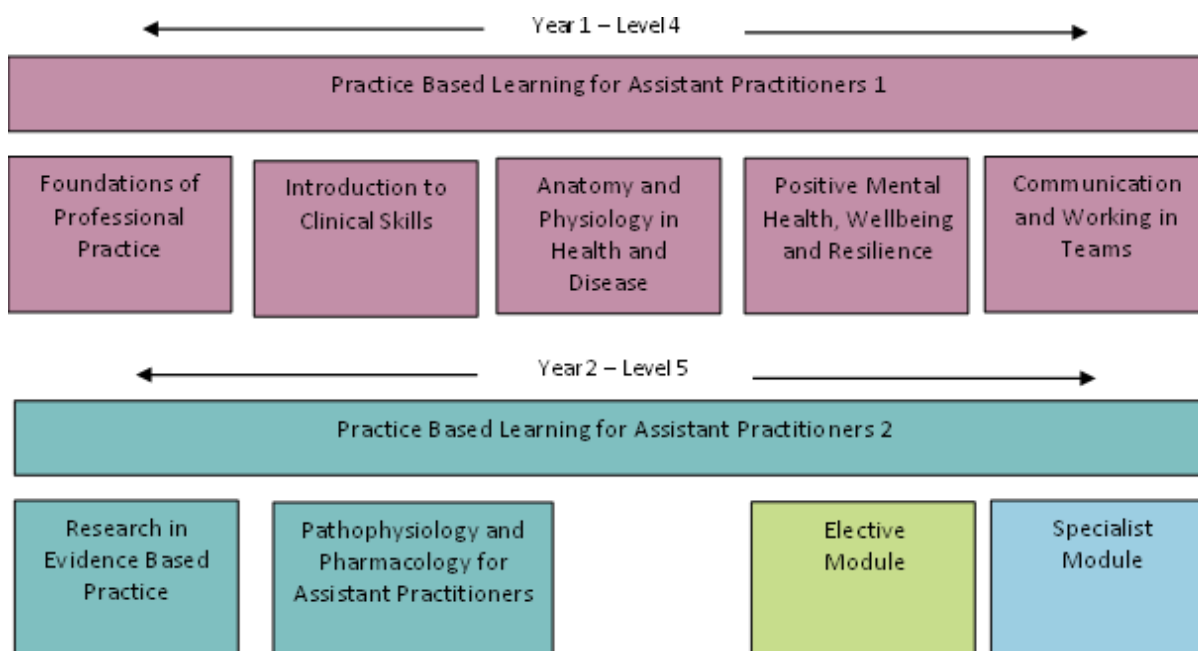 Year 1 – Level 4
Practice Based Learning for Assistant Practitioners 1
Foundations of
Professional
Practice
Introduction to
Clinical Skills
Anatomy and
Physiology in
Health and
Disease
Positive Mental
Health, Wellbeing
and Resilience
Communication
and Working in
Teams
Year 2 – Level 5
Practice Based Learning for Assistant Practitioners 2
Research in
Evidence Based
Practice
Pathophysiology and
Pharmacology for
Assistant Practitioners
Elective
Module
Specialist
Module